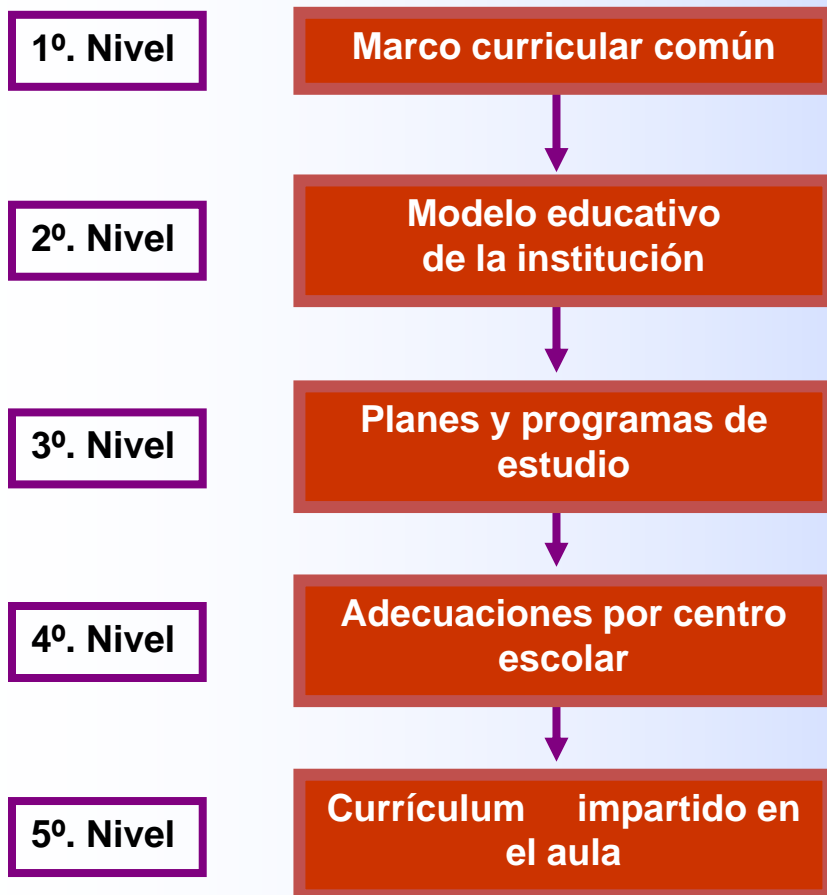 1º. Nivel
Marco curricular común
2º. Nivel
Modelo educativo
de la institución
3º. Nivel
Planes y programas de
estudio
4º. Nivel
Adecuaciones por centro
escolar
5º. Nivel
Currículum impartido en
el aula